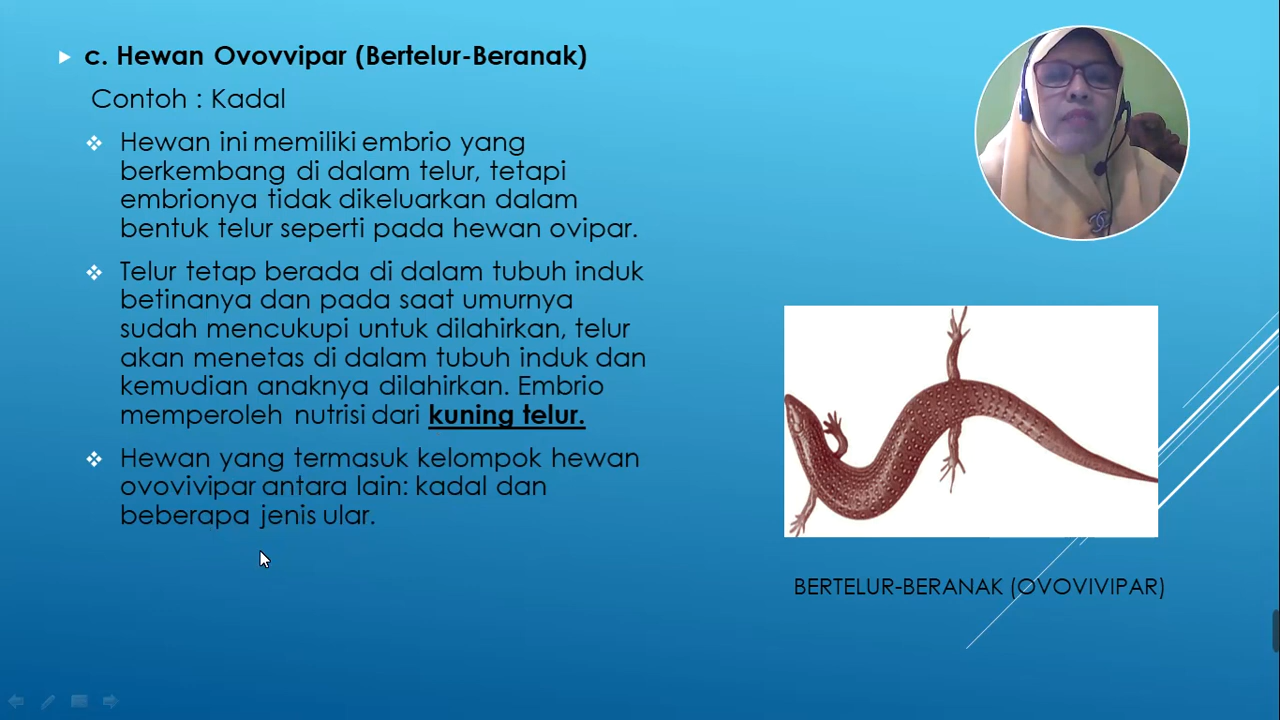 c. Hewan Ovovvipar (Bertelur-Beranak)
Contoh : Kadal
Hewan ini memiliki embrio yang
berkembang di dalam telur, tetapi
embrionya tidak dikeluarkan dalam
bentuk telur seperti pada hewan ovipar.
Telur tetap berada di dalam tubuh induk
betinanya dan pada saat umurnya
sudah mencukupi untuk dilahirkan, telur
akan menetas di dalam tubuh induk dan
kemudian anaknya dilahirkan. Embrio
memperoleh nutrisi dari kuning telur.
Hewan yang termasuk kelompok hewan
ovovivipar antara lain: kadal dan
beberapa jenis ular.
BERTELUR-BERANAK (OVOVIVIPAR)